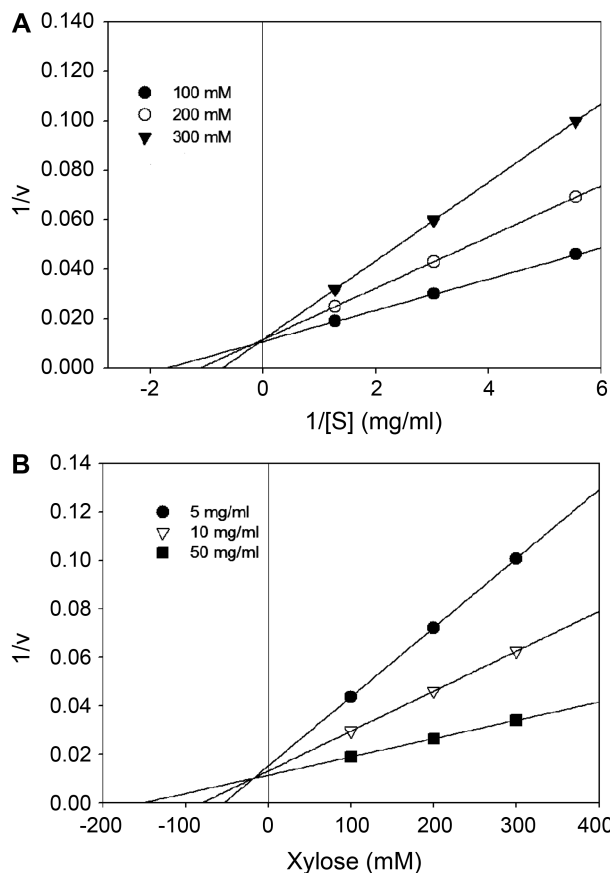 A
0.140
0.120
0.100
0.080
0.060
0.040
0.020
0.000
1/v
100 mM
200 mM
300 mM
-2 0 2 4 6
1/[S] (mg/ml)
B
0.14
0.12
0.10
0.08
0.06
0.04
0.02
0.00
1/v
5 mg/ml
10 mg/ml
50 mg/ml
-200 -100 0 100 200 300 400
Xylose (mM)